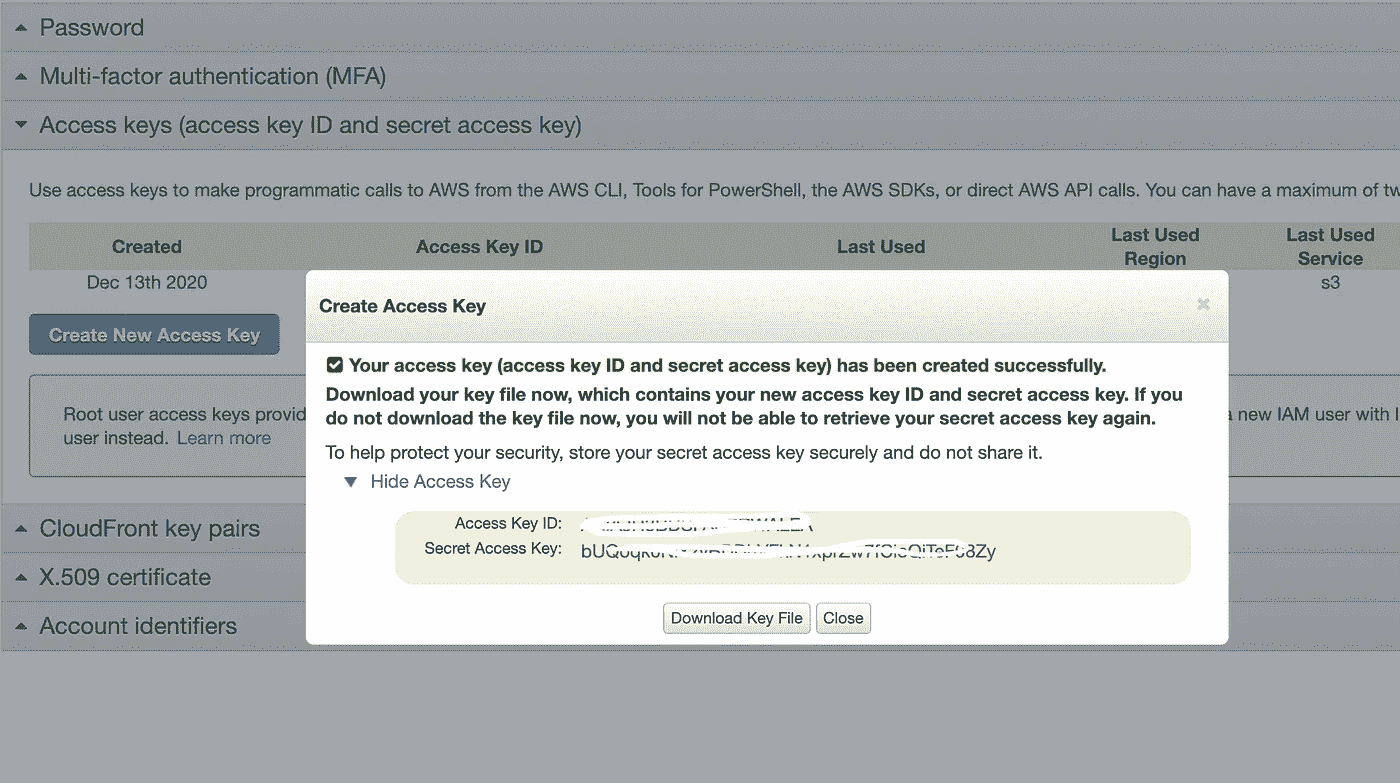 Password
Multi-factor authentication (MFA)
Access keys (access key ID and secret access key)
Use access keys to make programmatic calls to AWS from the AWS CLI, Tools for PowerShell, the AWS SDKs, or direct AWS API calls. You can have a maximum of
Created Access Key ID Last Used Last Used Region Last Used Service
Dec 13th 2020 s3
Create New Access Key
Create Access Key
Your access key (access key ID and secret access key) has been created successfully.
Download your key file now, which contains your new access key ID and secret access key. If you
do not download the key file now, you will not be able to retrieve your secret access key again.
To help protect your security, store your secret access key securely and do not share it.
Hide Access Key
Access Key ID:
Secret Access Key:
Download Key File Close
Root user access keys a new IAM user with
user instead. Learn more
CloudFront key pairs
X.509 certificate
Account identifiers